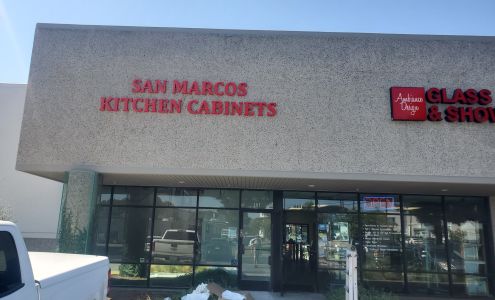 SAN MARCOS
KITCHEN CABINETS
Ambiance
Design
GLASS
& SHOW